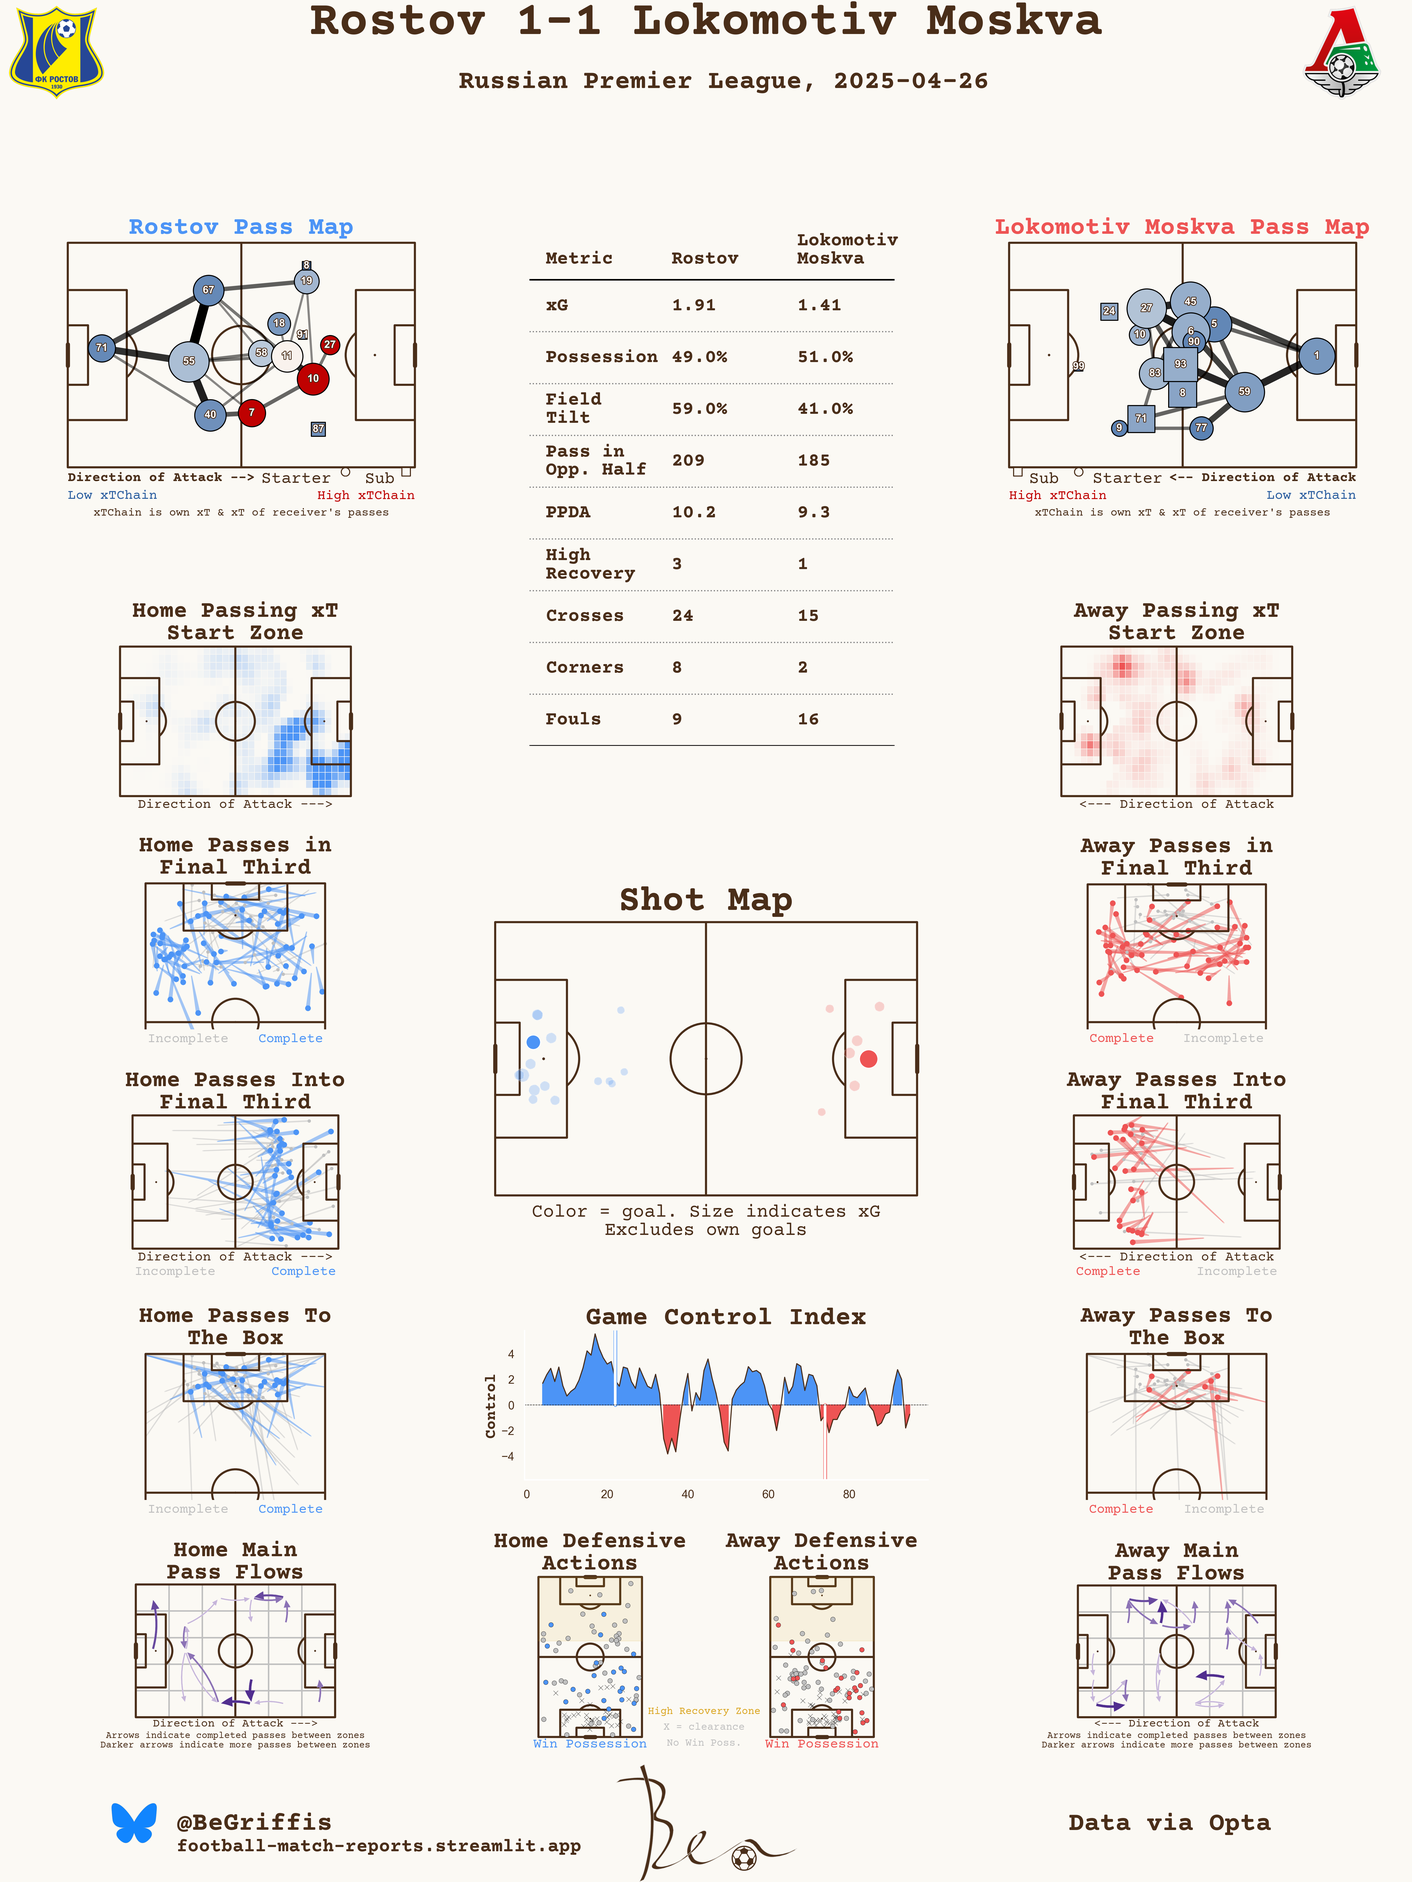 Rostov 1-1 Lokomotiv Moskva
Russian Premier League, 2025-04-26
ФК РОСТОВ
1930
Rostov Pass Map
71
67
55
40
8
19
18
91
58
11
27
10
7
87
Direction of Attack --> Starter Sub
Low xTChain High xTChain
xTChain is own xT & xT of receiver's passes
Metric Rostov Lokomotiv
Moskva
xG 1.91 1.41
Possession 49.0% 51.0%
Field
Tilt 59.0% 41.0%
Pass in
Opp. Half 209 185
PPDA 10.2 9.3
High
Recovery 3 1
Crosses 24 15
Corners 8 2
Fouls 9 16
Lokomotiv Moskva Pass Map
24
27
45
10
6
5
90
99
83
93
1
8
59
71
9
77
Sub Starter <-- Direction of Attack
High xTChain Low xTChain
xTChain is own xT & xT of receiver's passes
Home Passing xT
Start Zone
Direction of Attack --->
Away Passing xT
Start Zone
<--- Direction of Attack
Home Passes in
Final Third
Incomplete Complete
Away Passes in
Final Third
Complete Incomplete
Shot Map
Color = goal. Size indicates xG
Excludes own goals
Home Passes Into
Final Third
Direction of Attack --->
Incomplete Complete
Away Passes Into
Final Third
<--- Direction of Attack
Complete Incomplete
Home Passes To
The Box
Incomplete Complete
Game Control Index
Control
4
2
0
−2
−4
0 20 40 60 80
Away Passes To
The Box
Complete Incomplete
Home Main
Pass Flows
Direction of Attack --->
Arrows indicate completed passes between zones
Darker arrows indicate more passes between zones
Home Defensive
Actions
Win Possession
Away Defensive
Actions
Win Possession
High Recovery Zone
X = clearance
No Win Poss.
Away Main
Pass Flows
<--- Direction of Attack
Arrows indicate completed passes between zones
Darker arrows indicate more passes between zones
@BeGriffis
football-match-reports.streamlit.app
Ben
Data via Opta